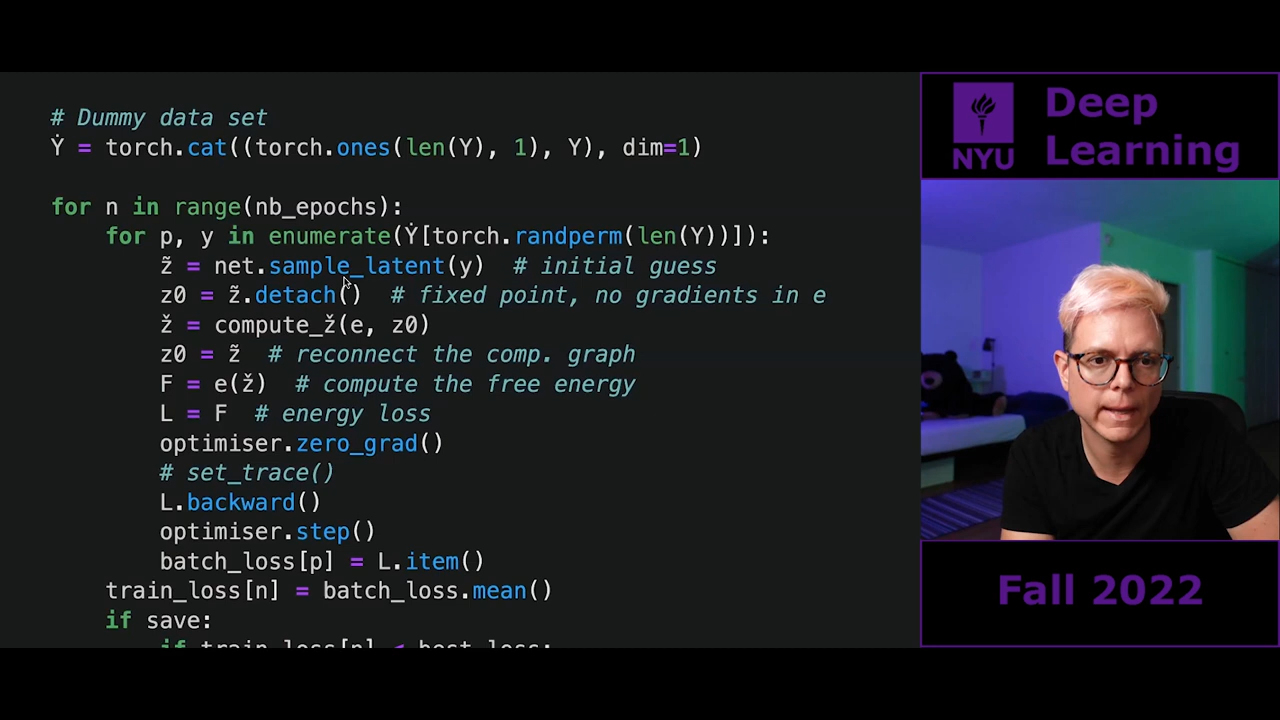 # Dummy data set
Ẏ = torch.cat((torch.ones(len(Y), 1), Y), dim=1)
for n in range(nb_epochs):
for p, y in enumerate(Ẏ[torch.randperm(len(Y))]):
z̃ = net.sample_latent(y)  # initial guess
z0 = z̃.detach()  # fixed point, no gradients in e
ž = compute_ž(e, z0)
z0 = z̃  # reconnect the comp. graph
F = e(ž)  # compute the free energy
L = F  # energy loss
optimiser.zero_grad()
# set_trace()
L.backward()
optimiser.step()
batch_loss[p] = L.item()
train_loss[n] = batch_loss.mean()
if save:
if train_loss[n] < best_loss:
NYU
Deep
Learning
Fall 2022